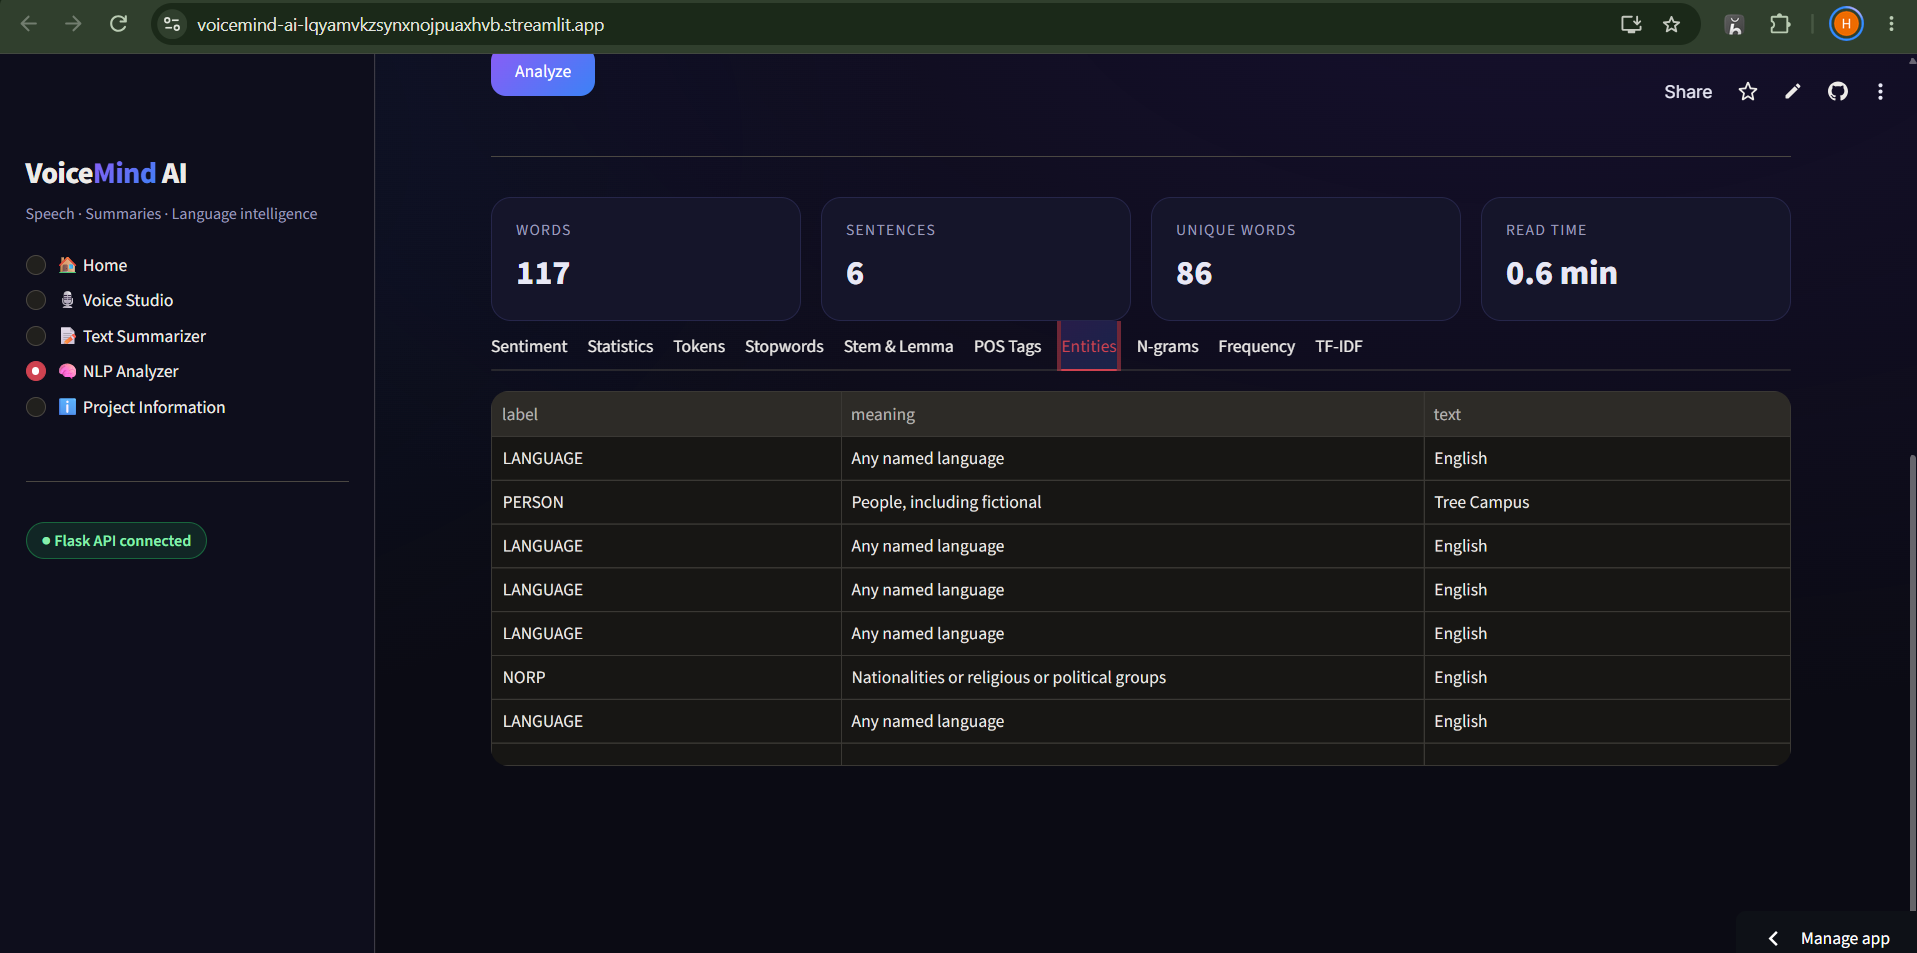 voicemind-ai-lqyamvkzsynxnojpuaxhvb.streamlit.app
H
Analyze
Share
VoiceMind AI
Speech · Summaries · Language intelligence
Home
Voice Studio
Text Summarizer
NLP Analyzer
Project Information
Flask API connected
WORDS SENTENCES UNIQUE WORDS READ TIME
117 6 86 0.6 min
Sentiment Statistics Tokens Stopwords Stem & Lemma POS Tags Entities N-grams Frequency TF-IDF
label meaning text
LANGUAGE Any named language English
PERSON People, including fictional Tree Campus
LANGUAGE Any named language English
LANGUAGE Any named language English
LANGUAGE Any named language English
NORP Nationalities or religious or political groups English
LANGUAGE Any named language English
Manage app